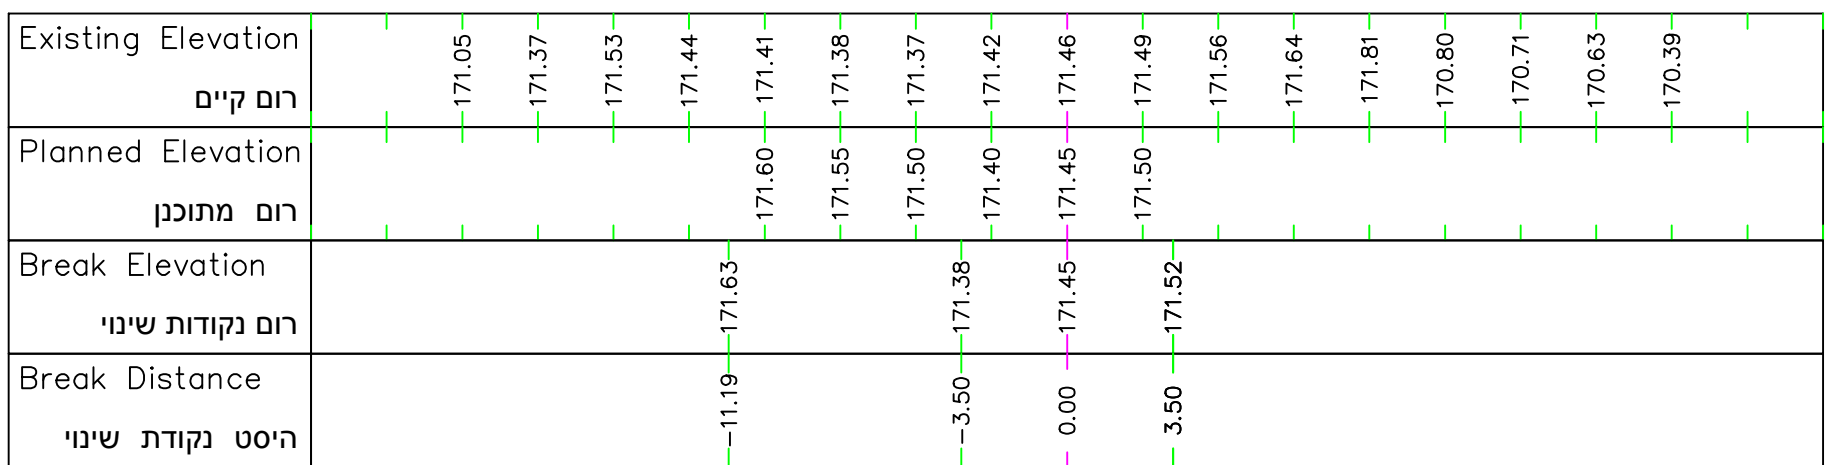 Existing Elevation
רום קיים
171.05 171.37 171.53 171.44 171.41 171.38 171.37 171.42 171.46 171.49 171.56 171.64 171.81 170.80 170.71 170.63 170.39
Planned Elevation
רום מתוכנן
171.60 171.55 171.50 171.40 171.45 171.50
Break Elevation
רום נקודות שינוי
171.63 171.38 171.45 171.52
Break Distance
היסט נקודת שינוי
-11.19 -3.50 0.00 3.50